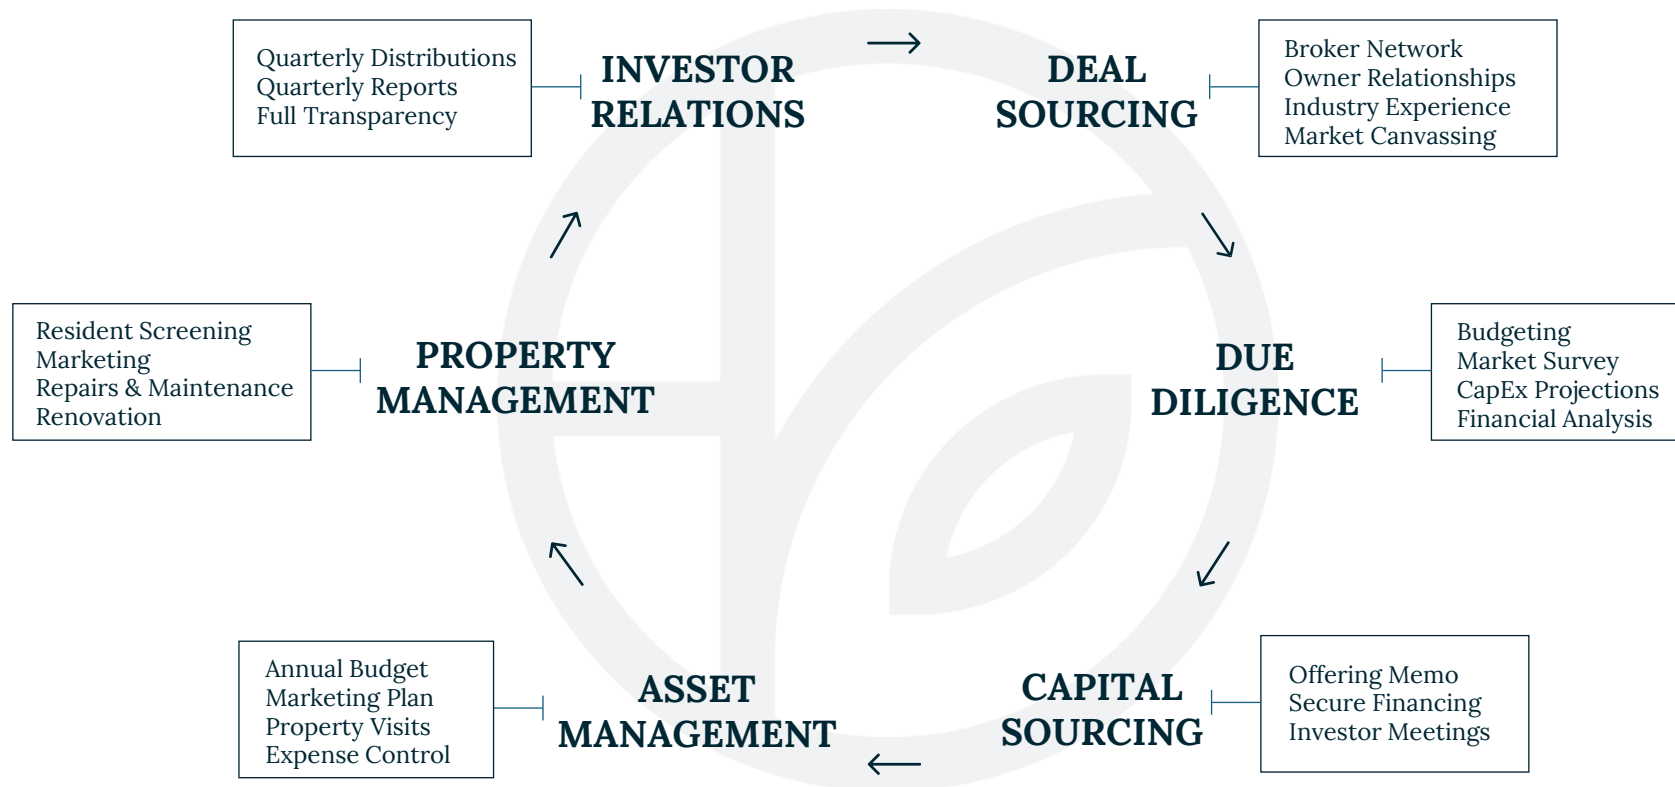 Quarterly Distributions
Quarterly Reports
Full Transparency
INVESTOR
RELATIONS
DEAL
SOURCING
Broker Network
Owner Relationships
Industry Experience
Market Canvassing
Resident Screening
Marketing
Repairs & Maintenance
Renovation
PROPERTY
MANAGEMENT
DUE
DILIGENCE
Budgeting
Market Survey
CapEx Projections
Financial Analysis
Annual Budget
Marketing Plan
Property Visits
Expense Control
ASSET
MANAGEMENT
CAPITAL
SOURCING
Offering Memo
Secure Financing
Investor Meetings